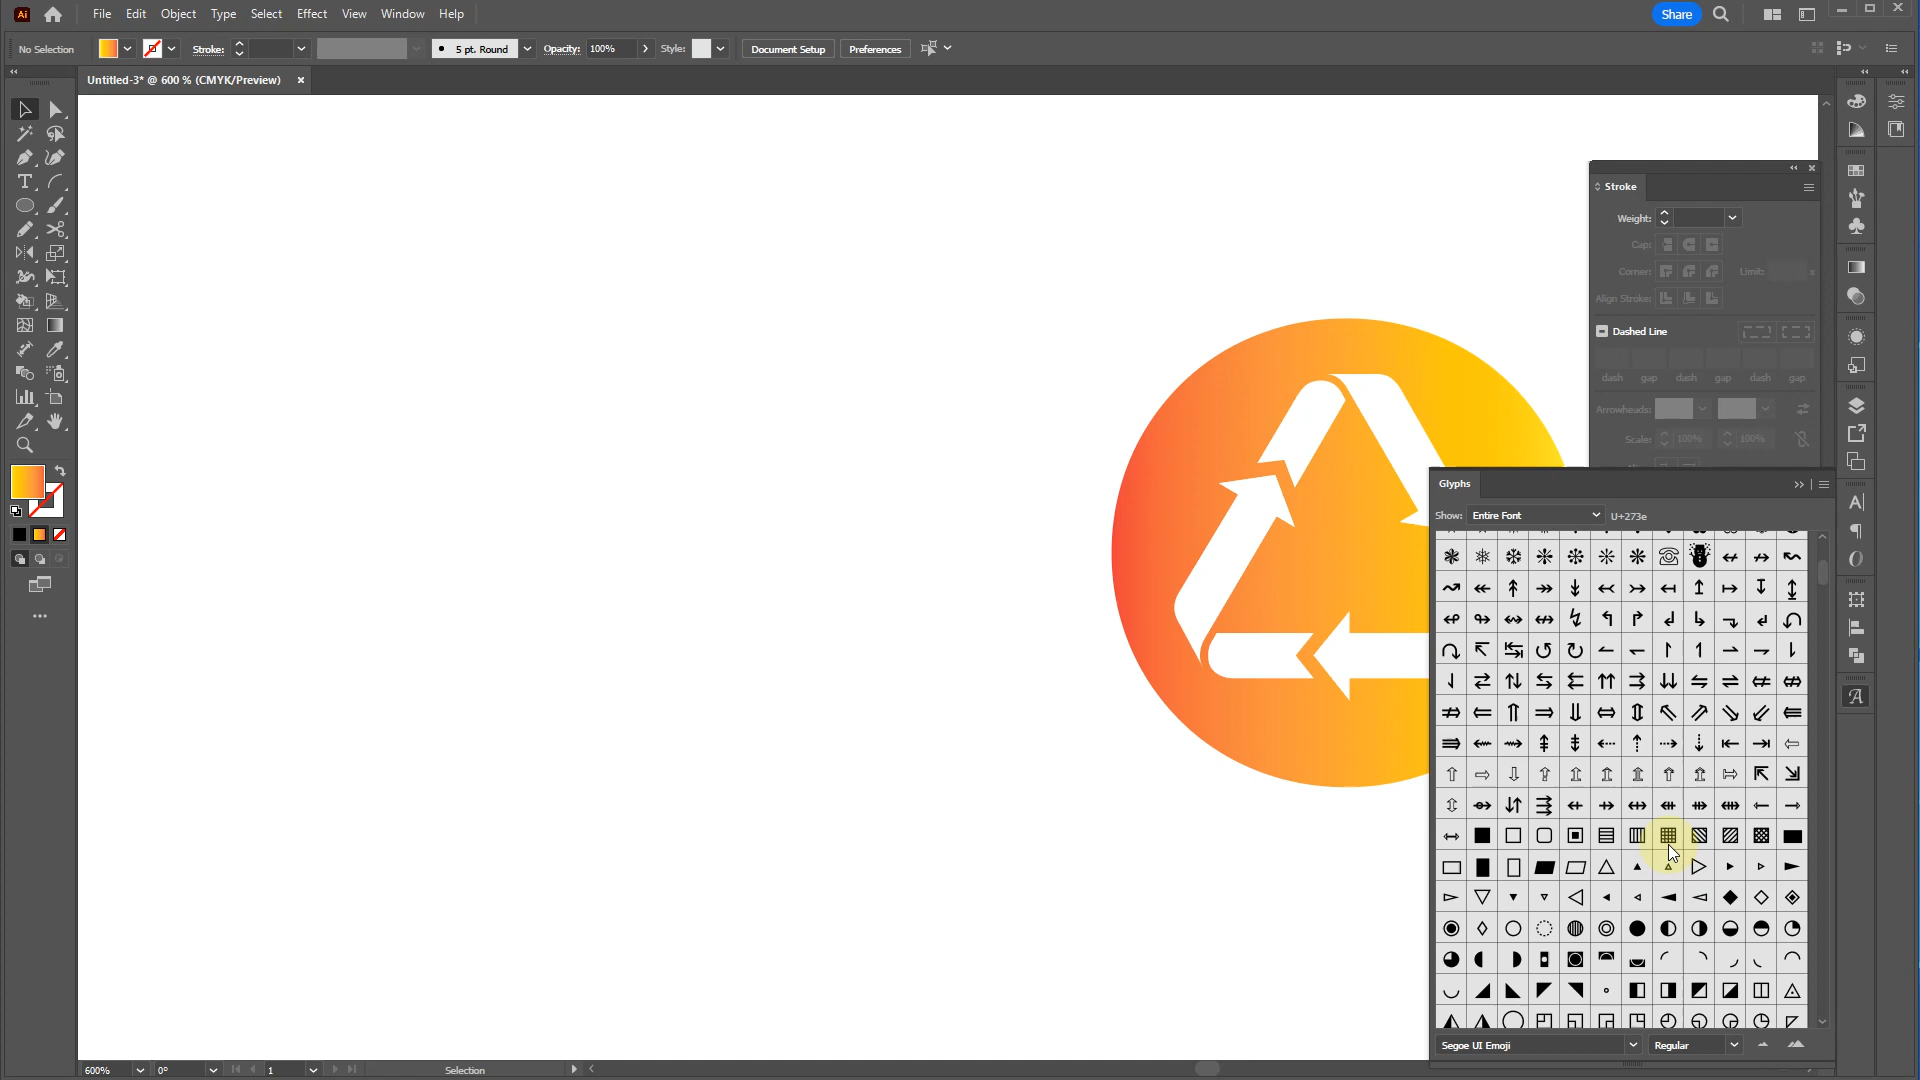 Ai File Edit Object Type Select Effect View Window Help Share
No Selection Stroke: 5 pt. Round Opacity: 100% Style: Document Setup Preferences
Untitled-3* @ 600 % (CMYK/Preview) ×
Stroke
Weight:
Cap:
Corner: Limit: x
Align Stroke:
Dashed Line
dash gap dash gap dash gap
Arrowheads:
Scale: 100% 100%
Glyphs
Show: Entire Font U+273e
Segoe UI Emoji Regular
600% 0° 1 Selection